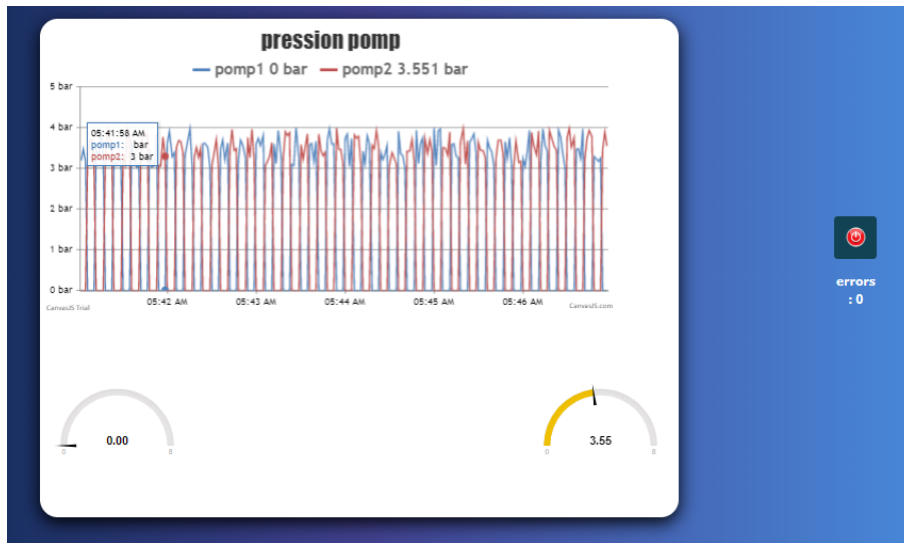 pression pomp
pomp1 0 bar pomp2 3.551 bar
5 bar
4 bar
05:41:58 AM
pomp1: bar
pomp2: 3 bar
3 bar
2 bar
1 bar
0 bar
05:42 AM 05:43 AM 05:44 AM 05:45 AM 05:46 AM
CanvasJS Trial CanvasJS.com
errors
: 0
0.00
0 8
3.55
0 8